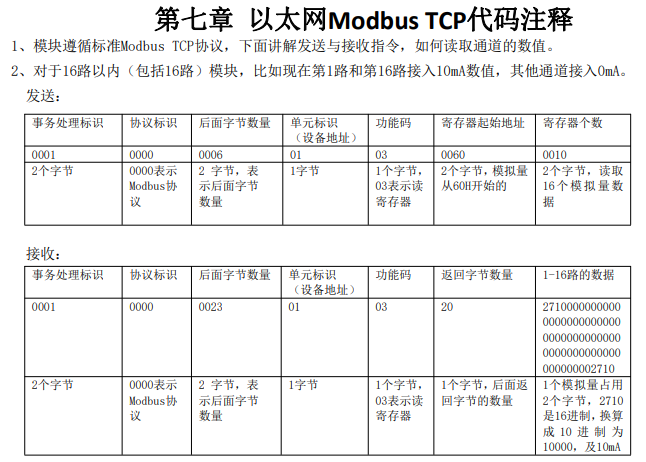 第七章 以太网Modbus TCP代码注释
1、模块遵循标准Modbus TCP协议，下面讲解发送与接收指令，如何读取通道的数值。
2、对于16路以内（包括16路）模块，比如现在第1路和第16路接入10mA数值，其他通道接入0mA。
发送：
事务处理标识 协议标识 后面字节数量 单元标识（设备地址） 功能码 寄存器起始地址 寄存器个数
0001 0000 0006 01 03 0060 0010
2个字节 0000表示Modbus协议 2 字节，表示后面字节数量 1字节 1个字节，03表示读寄存器 2个字节，模拟量从60H开始的 2个字节，读取16个模拟量数据
接收：
事务处理标识 协议标识 后面字节数量 单元标识（设备地址） 功能码 返回字节数量 1-16路的数据
0001 0000 0023 01 03 20 2710000000000
0000000000000
0000000000000
0000000000000
000000002710
2个字节 0000表示Modbus协议 2 字节，表示后面字节数量 1字节 1个字节，03表示读寄存器 1个字节，后面返回字节的数量 1个模拟量占用2个字节，2710是16进制，换算成10进制为10000，及10mA